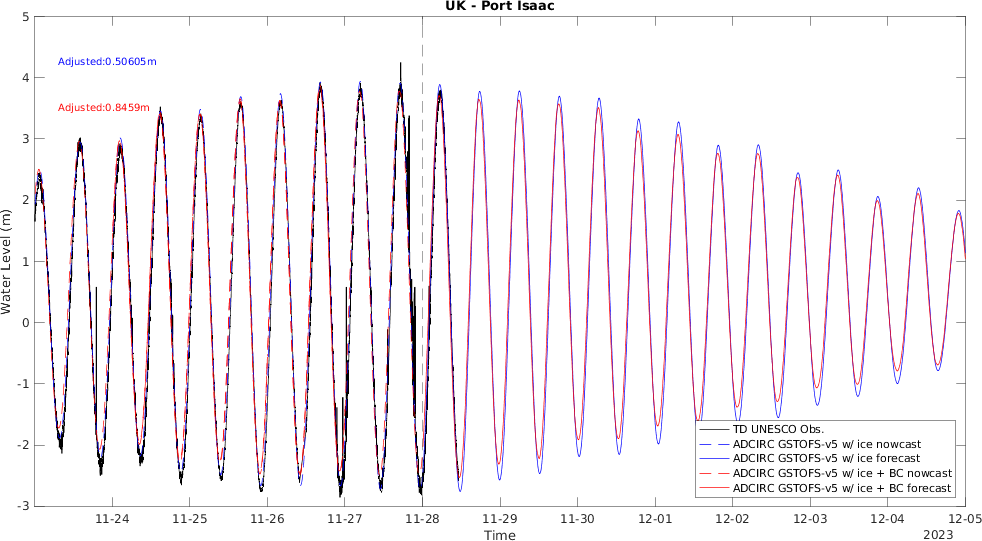 UK - Port Isaac
5
4
3
2
1
0
-1
-2
-3
Water Level (m)
Adjusted:0.50605m
Adjusted:0.8459m
TD UNESCO Obs.
ADCIRC GSTOFS-v5 w/ ice nowcast
ADCIRC GSTOFS-v5 w/ ice forecast
ADCIRC GSTOFS-v5 w/ ice + BC nowcast
ADCIRC GSTOFS-v5 w/ ice + BC forecast
11-24 11-25 11-26 11-27 11-28 11-29 11-30 12-01 12-02 12-03 12-04 12-05
Time
2023